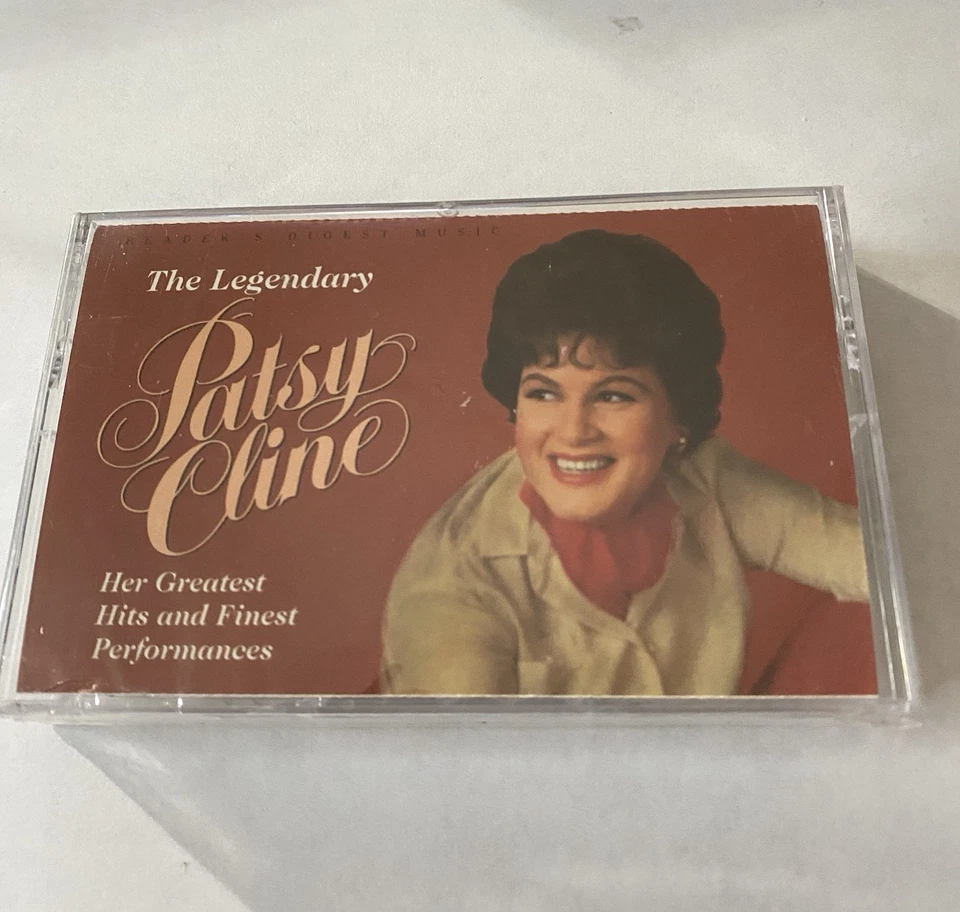 READER'S DIGEST MUSIC
The Legendary
Patsy
Cline
Her Greatest
Hits and Finest
Performances